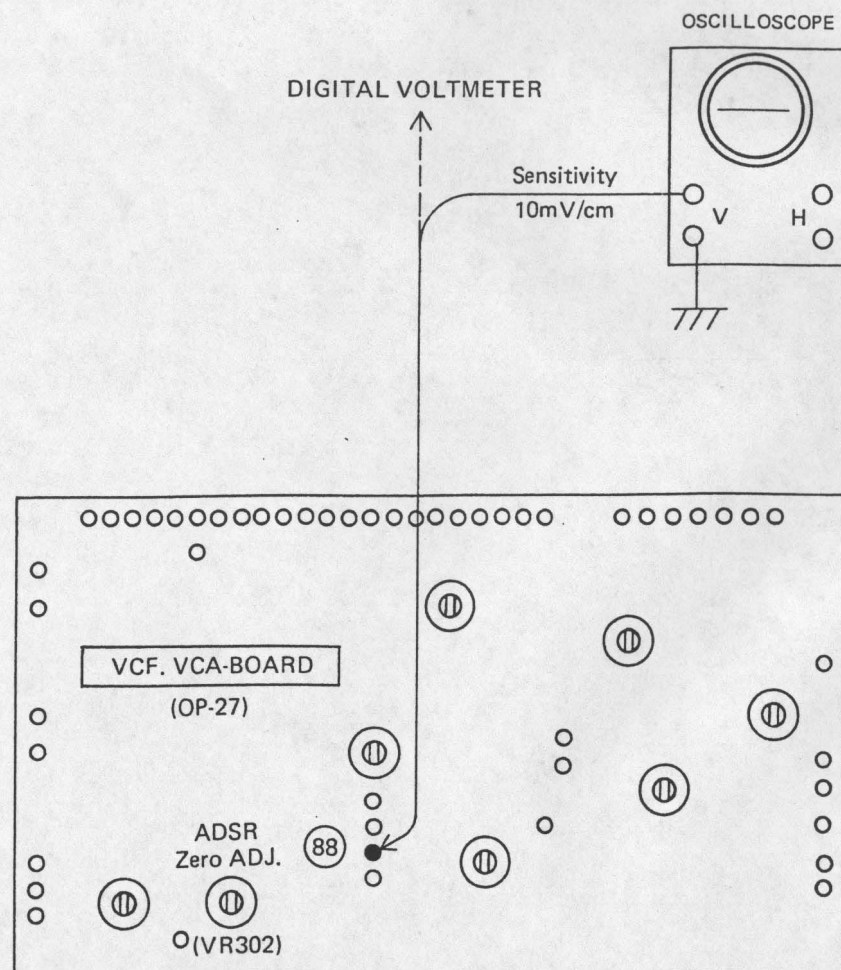 OSCILLOSCOPE
DIGITAL VOLTMETER
Sensitivity
10mV/cm
V
H
VCF. VCA-BOARD
(OP-27)
ADSR
Zero ADJ.
88
(VR302)